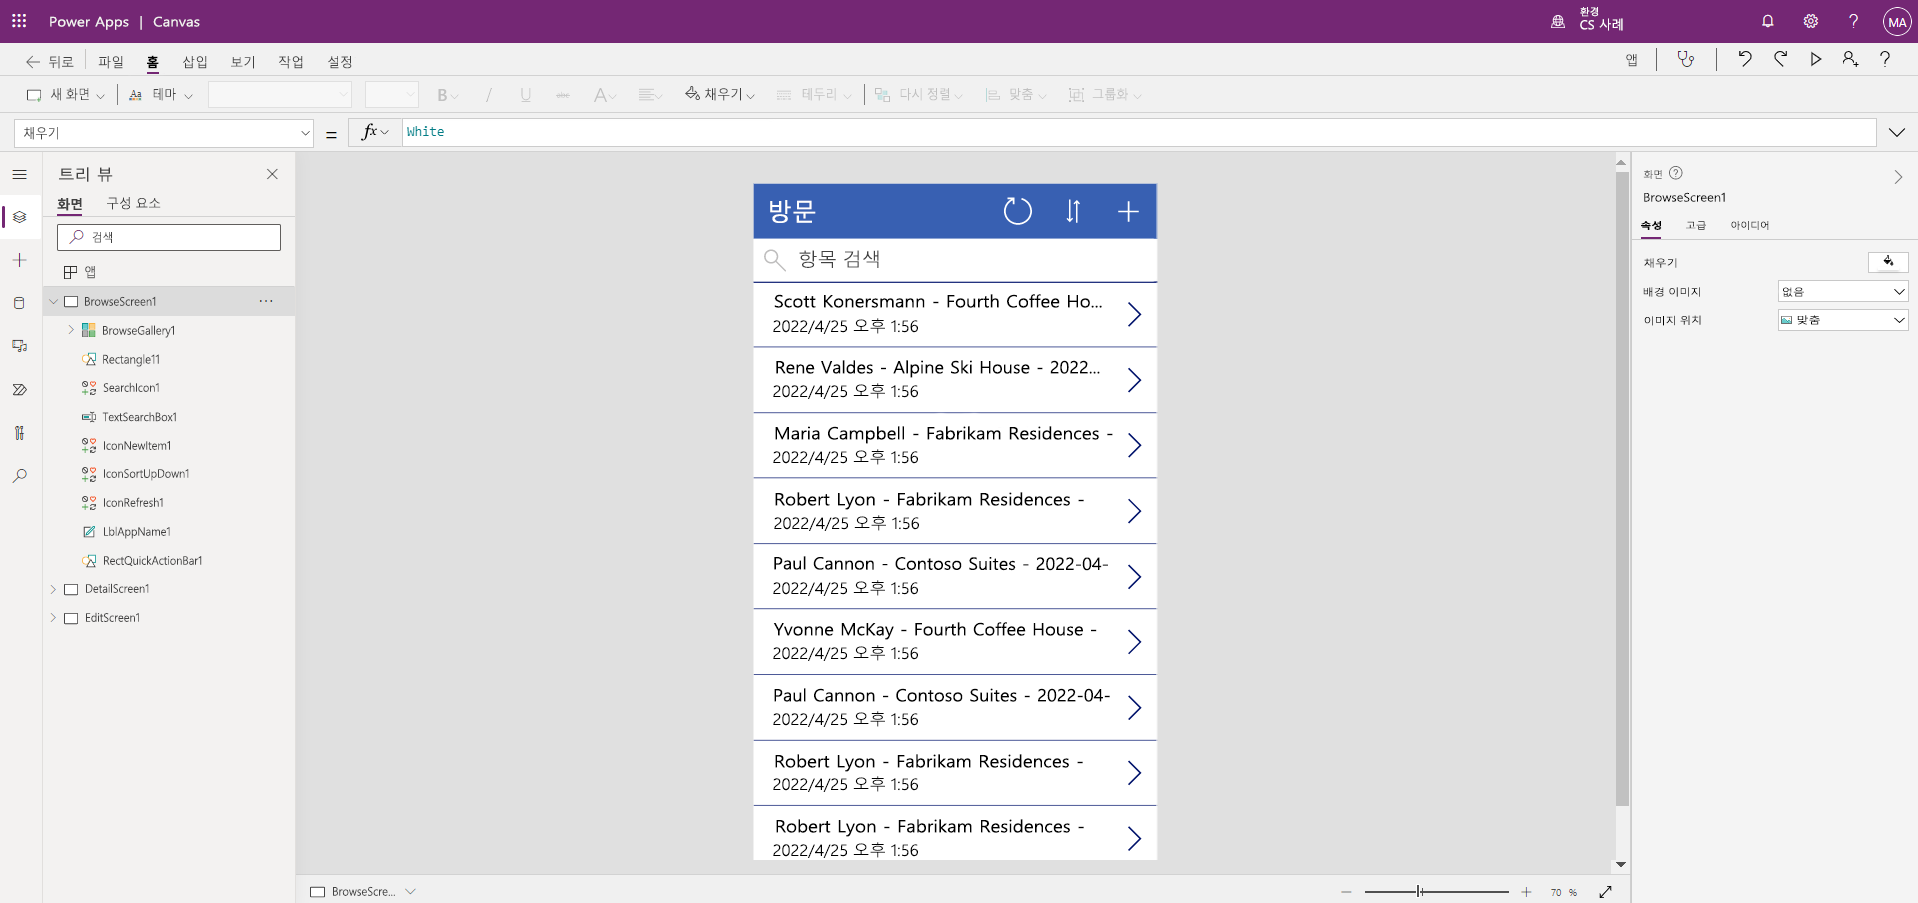 Power Apps | Canvas
환경
CS 사례
?
MA
뒤로
파일
홈
삽입
보기
작업
설정
앱
?
새 화면
Aa 테마
B
/
U
abc
A
채우기
테두리
다시 정렬
맞춤
그룹화
채우기
=
fx
White
트리 뷰
화면
구성 요소
검색
앱
BrowseScreen1
...
BrowseGallery1
Rectangle11
SearchIcon1
TextSearchBox1
IconNewItem1
IconSortUpDown1
IconRefresh1
LblAppName1
RectQuickActionBar1
DetailScreen1
EditScreen1
방문
항목 검색
Scott Konersmann - Fourth Coffee Ho...
2022/4/25 오후 1:56
Rene Valdes - Alpine Ski House - 2022...
2022/4/25 오후 1:56
Maria Campbell - Fabrikam Residences -
2022/4/25 오후 1:56
Robert Lyon - Fabrikam Residences -
2022/4/25 오후 1:56
Paul Cannon - Contoso Suites - 2022-04-
2022/4/25 오후 1:56
Yvonne McKay - Fourth Coffee House -
2022/4/25 오후 1:56
Paul Cannon - Contoso Suites - 2022-04-
2022/4/25 오후 1:56
Robert Lyon - Fabrikam Residences -
2022/4/25 오후 1:56
Robert Lyon - Fabrikam Residences -
2022/4/25 오후 1:56
화면 ?
BrowseScreen1
속성
고급
아이디어
채우기
배경 이미지
없음
이미지 위치
맞춤
BrowseScre...
70 %